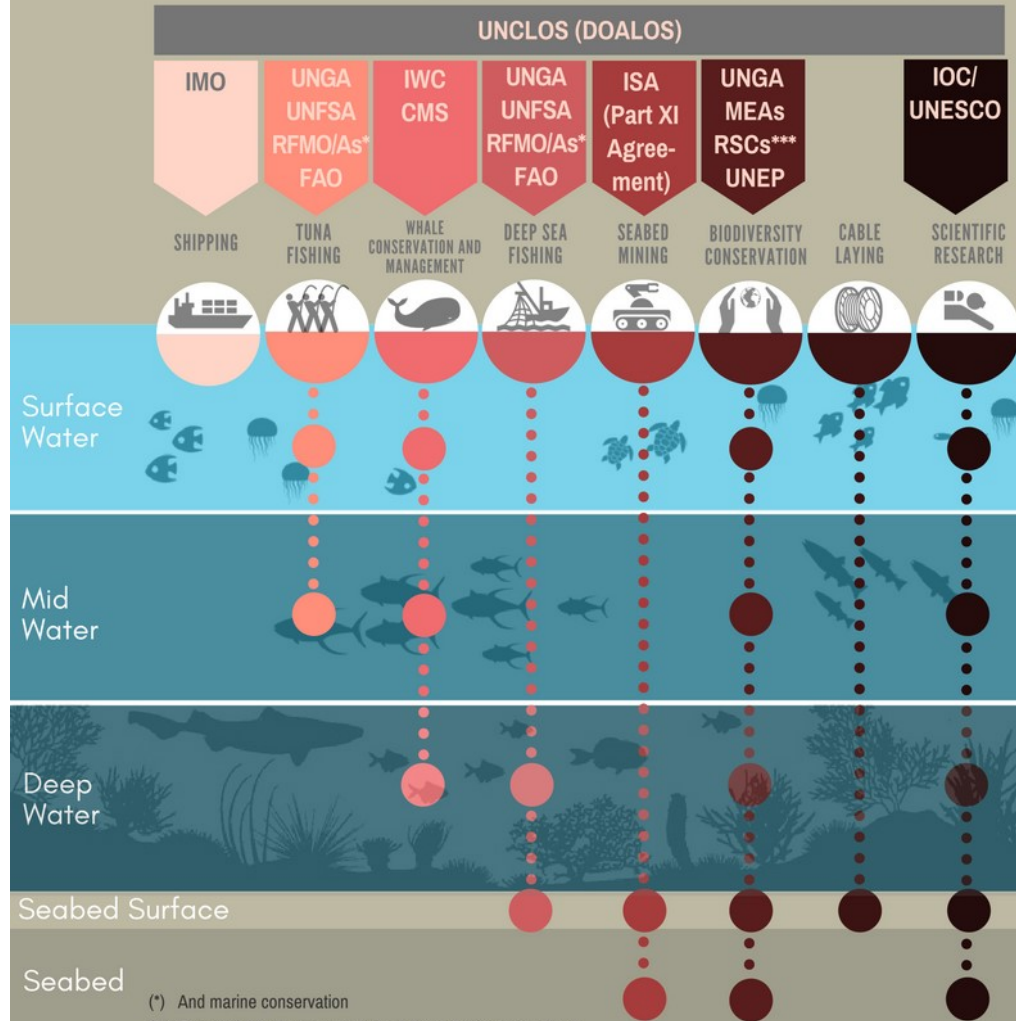 UNCLOS (DOALOS)
IMO
UNGA
UNFSA
RFMO/As*
FAO
IWC
CMS
UNGA
UNFSA
RFMO/As*
FAO
ISA
(Part XI
Agree-
ment)
UNGA
MEAs
RSCs***
UNEP
IOC/
UNESCO
SHIPPING
TUNA
FISHING
WHALE
CONSERVATION AND
MANAGEMENT
DEEP SEA
FISHING
SEABED
MINING
BIODIVERSITY
CONSERVATION
CABLE
LAYING
SCIENTIFIC
RESEARCH
Surface
Water
Mid
Water
Deep
Water
Seabed Surface
Seabed
(*) And marine conservation